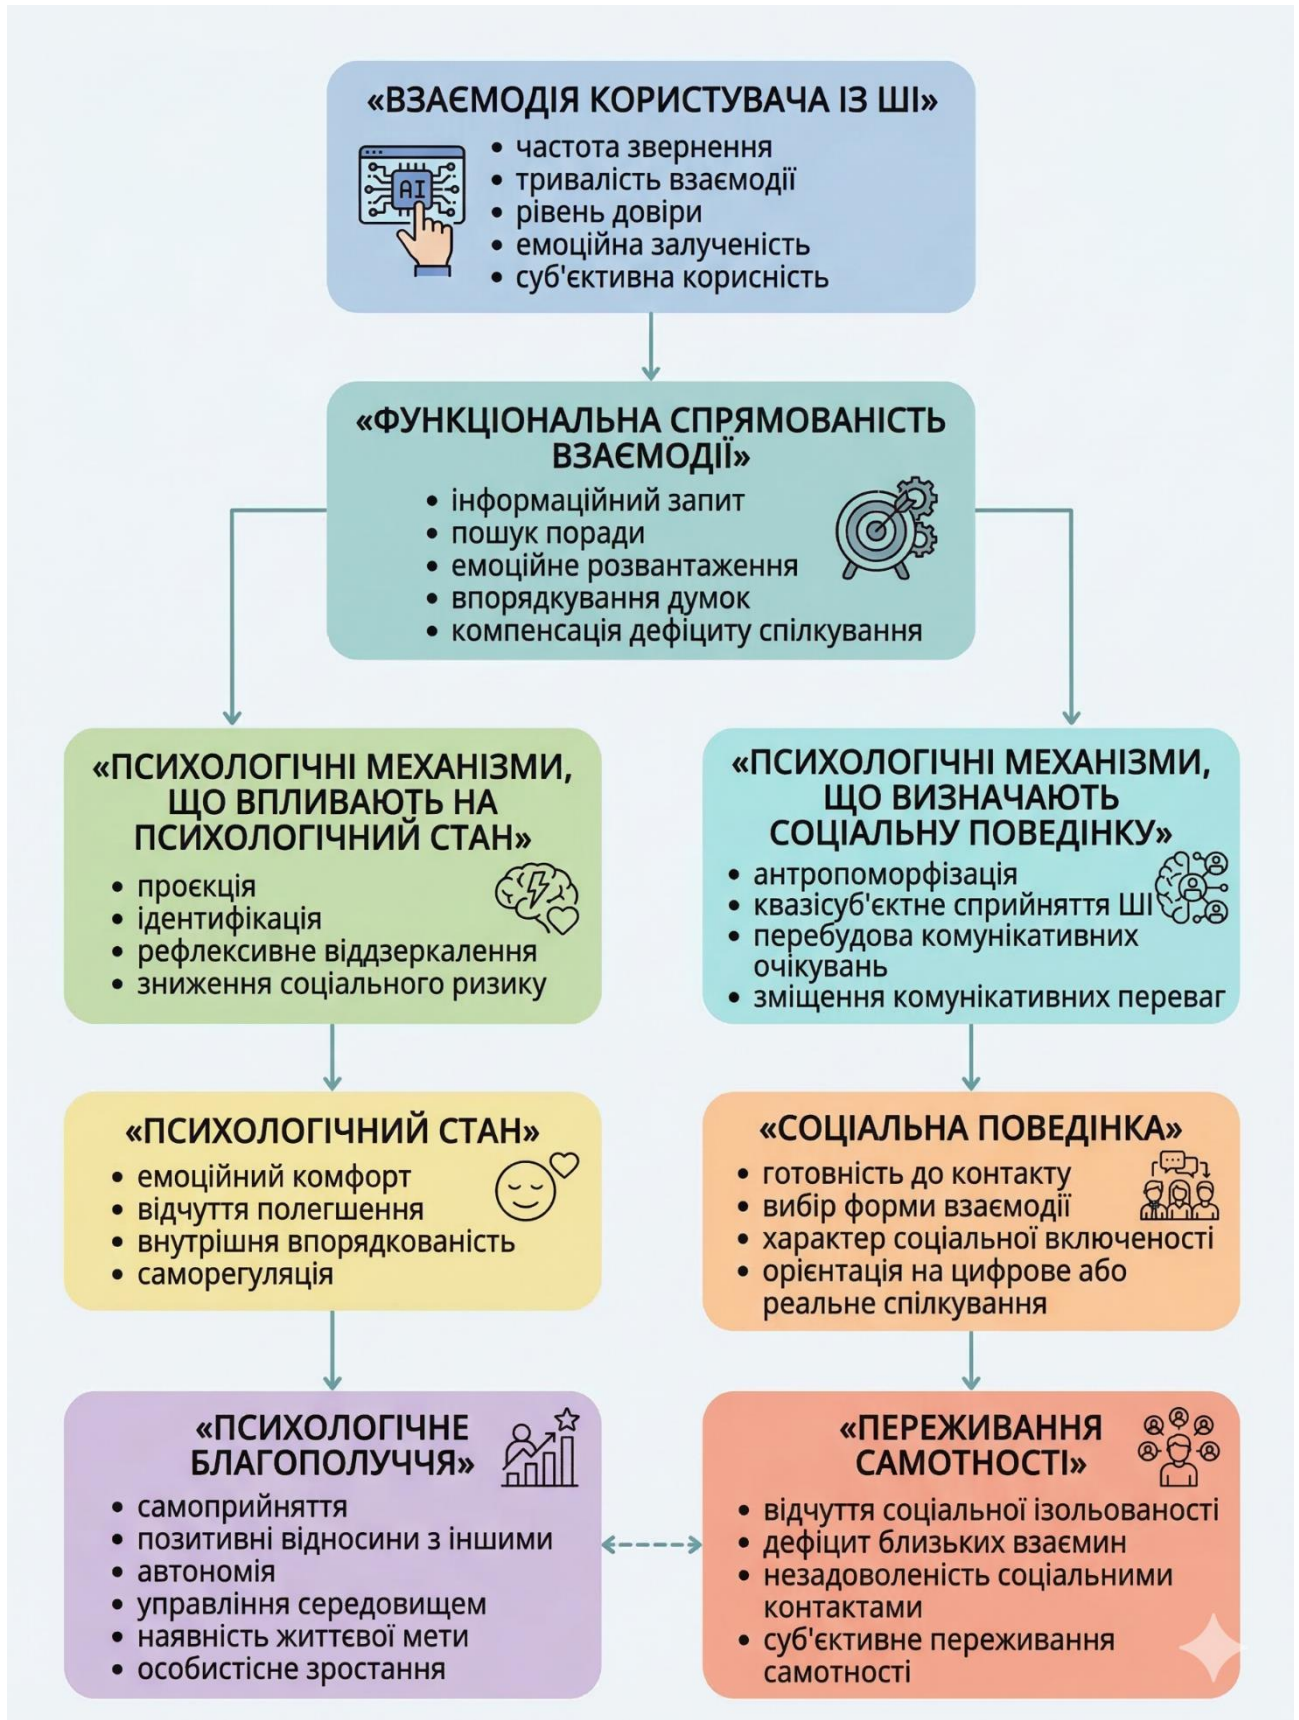 «ВЗАЄМОДІЯ КОРИСТУВАЧА ІЗ ШІ»
AI
• частота звернення
• тривалість взаємодії
• рівень довіри
• емоційна залученість
• суб'єктивна корисність
«ФУНКЦІОНАЛЬНА СПРЯМОВАНІСТЬ
ВЗАЄМОДІЇ»
• інформаційний запит
• пошук поради
• емоційне розвантаження
• впорядкування думок
• компенсація дефіциту спілкування
«ПСИХОЛОГІЧНІ МЕХАНІЗМИ,
ЩО ВПЛИВАЮТЬ НА
ПСИХОЛОГІЧНИЙ СТАН»
• проєкція
• ідентифікація
• рефлексивне віддзеркалення
• зниження соціального ризику
«ПСИХОЛОГІЧНІ МЕХАНІЗМИ,
ЩО ВИЗНАЧАЮТЬ
СОЦІАЛЬНУ ПОВЕДІНКУ»
• антропоморфізація
• квазісуб'єктне сприйняття ШІ
• перебудова комунікативних
очікувань
• зміщення комунікативних переваг
«ПСИХОЛОГІЧНИЙ СТАН»
• емоційний комфорт
• відчуття полегшення
• внутрішня впорядкованість
• саморегуляція
«СОЦІАЛЬНА ПОВЕДІНКА»
• готовність до контакту
• вибір форми взаємодії
• характер соціальної включеності
• орієнтація на цифрове або
реальне спілкування
«ПСИХОЛОГІЧНЕ
БЛАГОПОЛУЧЧЯ»
• самоприйняття
• позитивні відносини з іншими
• автономія
• управління середовищем
• наявність життєвої мети
• особистісне зростання
«ПЕРЕЖИВАННЯ
САМОТНОСТІ»
• відчуття соціальної ізольованості
• дефіцит близьких взаємин
• незадоволеність соціальними
контактами
• суб'єктивне переживання
самотності